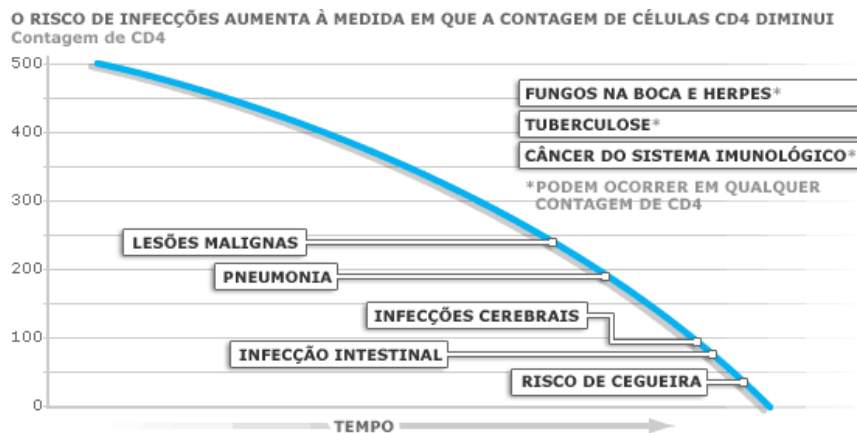 O RISCO DE INFECÇÕES AUMENTA À MEDIDA EM QUE A CONTAGEM DE CÉLULAS CD4 DIMINUI
Contagem de CD4
500
400
300
200
100
0
FUNGOS NA BOCA E HERPES*
TUBERCULOSE*
CÂNCER DO SISTEMA IMUNOLÓGICO*
*PODEM OCORRER EM QUALQUER
CONTAGEM DE CD4
LESÕES MALIGNAS
PNEUMONIA
INFECÇÕES CEREBRAIS
INFECÇÃO INTESTINAL
RISCO DE CEGUEIRA
TEMPO